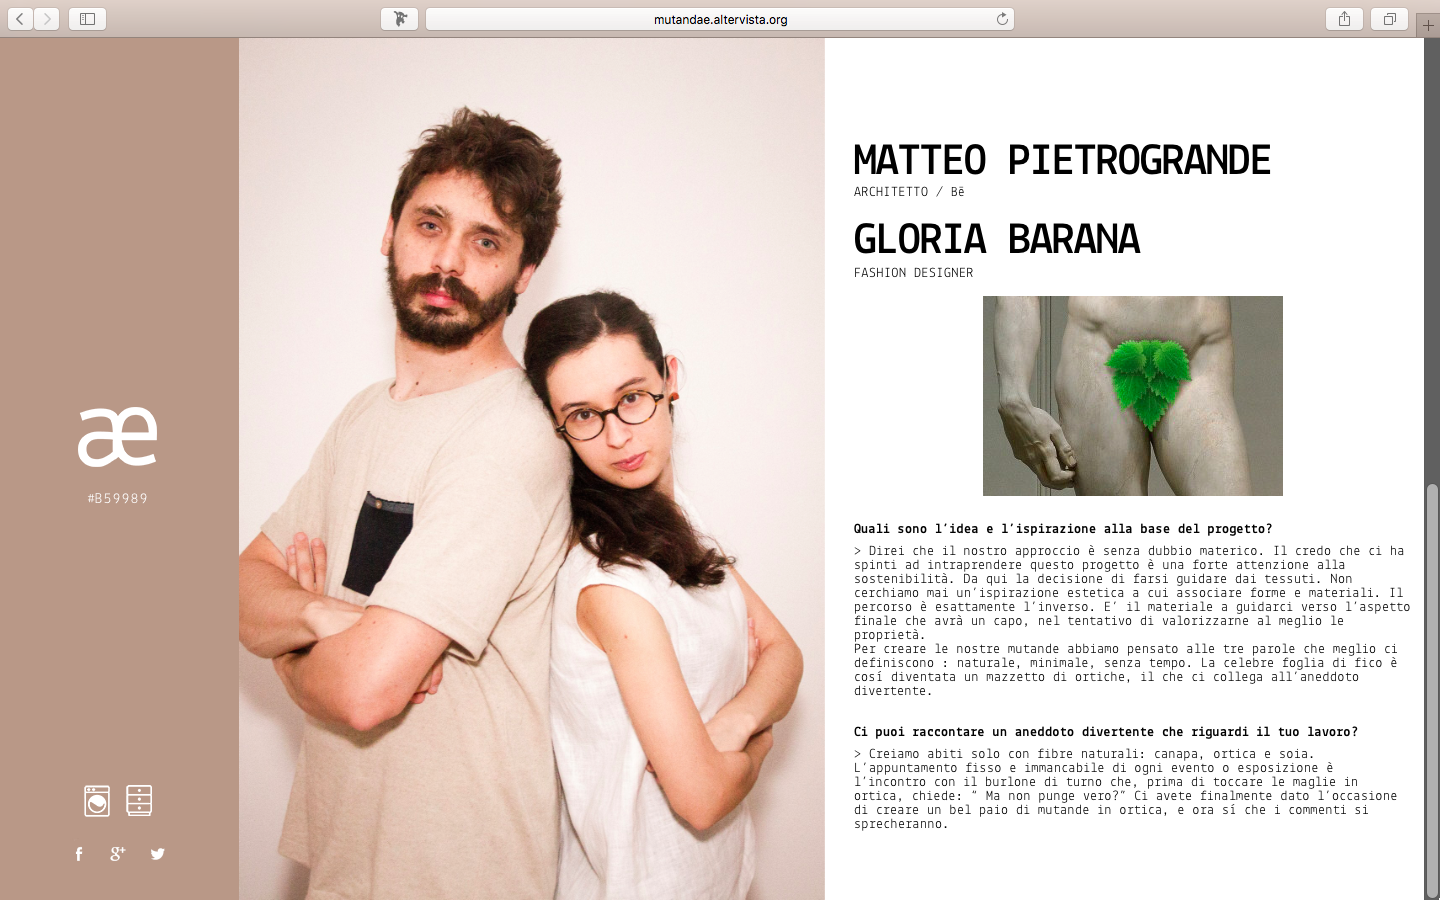 mutandae.altervista.org
æ
#B59989
f
g+
MATTEO PIETROGRANDE
ARCHITETTO / Bē
GLORIA BARANA
FASHION DESIGNER
Quali sono l'idea e l'ispirazione alla base del progetto?
> Direi che il nostro approccio è senza dubbio materico. Il credo che ci ha
spinti ad intraprendere questo progetto è una forte attenzione alla
sostenibilità. Da qui la decisione di farsi guidare dai tessuti. Non
cerchiamo mai un'ispirazione estetica a cui associare forme e materiali. Il
percorso è esattamente l'inverso. E' il materiale a guidarci verso l'aspetto
finale che avrà un capo, nel tentativo di valorizzarne al meglio le
proprietà.
Per creare le nostre mutande abbiamo pensato alle tre parole che meglio ci
definiscono : naturale, minimale, senza tempo. La celebre foglia di fico è
cosí diventata un mazzetto di ortiche, il che ci collega all'aneddoto
divertente.
Ci puoi raccontare un aneddoto divertente che riguardi il tuo lavoro?
> Creiamo abiti solo con fibre naturali: canapa, ortica e soia.
L'appuntamento fisso e immancabile di ogni evento o esposizione è
l'incontro con il burlone di turno che, prima di toccare le maglie in
ortica, chiede: " Ma non punge vero?" Ci avete finalmente dato l'occasione
di creare un bel paio di mutande in ortica, e ora sí che i commenti si
sprecheranno.